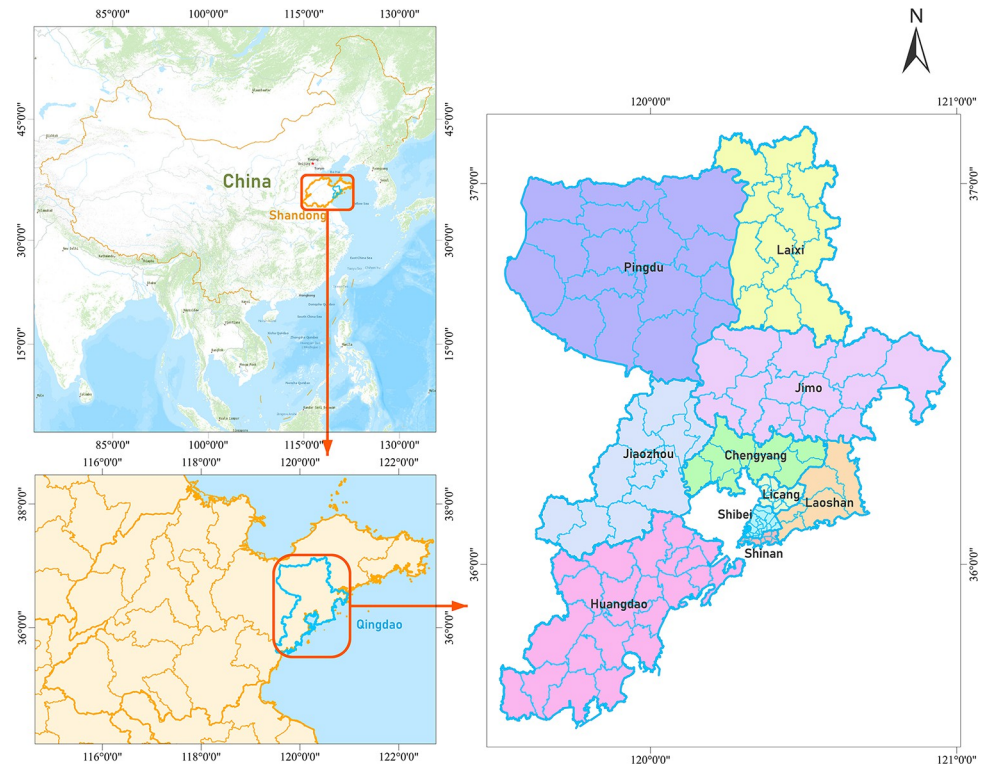 N
85°0'0" 100°0'0" 115°0'0" 130°0'0"
45°0'0"
30°0'0"
15°0'0"
45°0'0"
30°0'0"
15°0'0"
China
Shandong
85°0'0" 100°0'0" 115°0'0" 130°0'0"
116°0'0" 118°0'0" 120°0'0" 122°0'0"
38°0'0"
36°0'0"
38°0'0"
36°0'0"
Qingdao
116°0'0" 118°0'0" 120°0'0" 122°0'0"
120°0'0" 121°0'0"
37°0'0"
36°0'0"
37°0'0"
36°0'0"
Laixi
Pingdu
Jimo
Jiaozhou
Chengyang
Licang
Laoshan
Shibei
Shinan
Huangdao
120°0'0" 121°0'0"